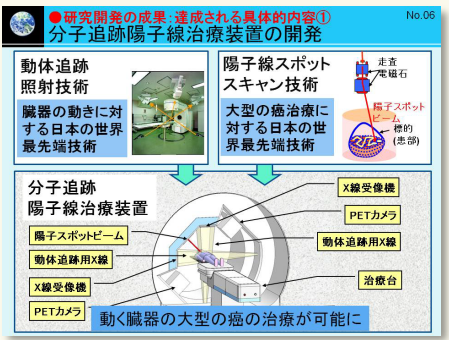 ●研究開発の成果：達成される具体的内容①
No.06
分子追跡陽子線治療装置の開発
動体追跡
照射技術
臓器の動きに対
する日本の世界
最先端技術
陽子線スポット
スキャン技術
大型の癌治療に
対する日本の世
界最先端技術
走査
電磁石
陽子スポット
ビーム
標的
(患部)
分子追跡
陽子線治療装置
陽子スポットビーム
動体追跡用X線
X線受像機
PETカメラ
X線受像機
PETカメラ
動体追跡用X線
治療台
動く臓器の大型の癌の治療が可能に